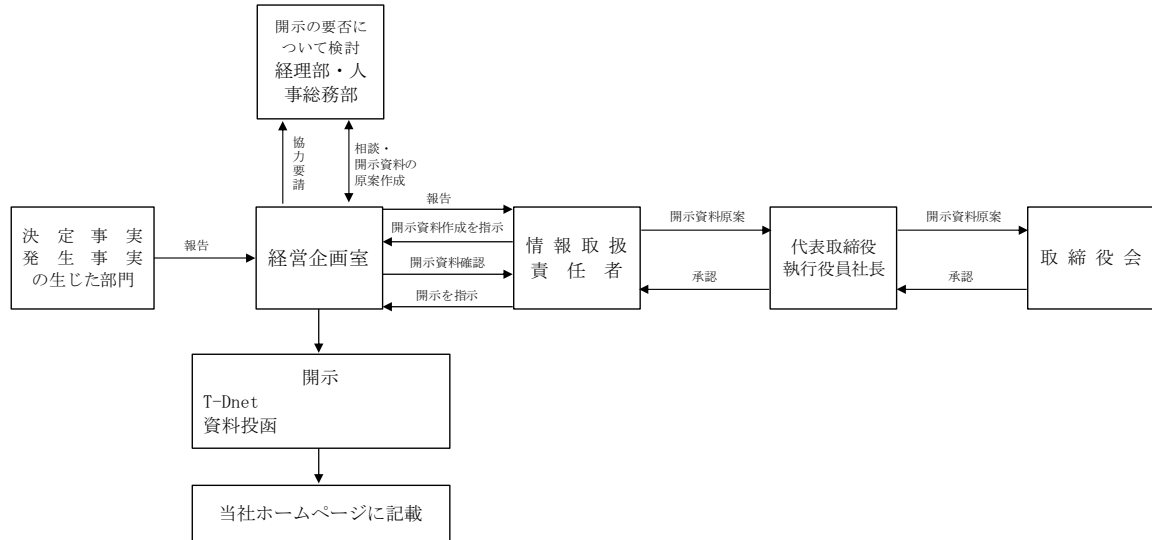 開示の要否に
ついて検討
経理部・人
事総務部
協力要請
相談・
開示資料の
原案作成
決定事実
発生事実
の生じた部門
報告
経営企画室
報告
開示資料作成を指示
開示資料確認
開示を指示
情報取扱
責任者
開示資料原案
承認
代表取締役
執行役員社長
開示資料原案
承認
取締役会
開示
T-Dnet
資料投函
当社ホームページに記載